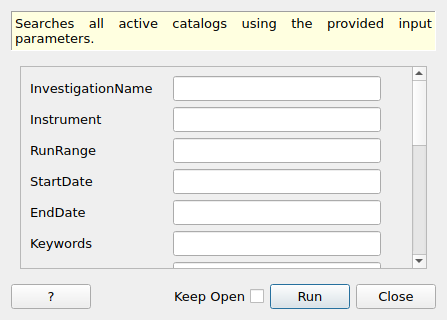 Searches all active catalogs using the provided input
parameters.
InvestigationName
Instrument
RunRange
StartDate
EndDate
Keywords
?
Keep Open
Run
Close